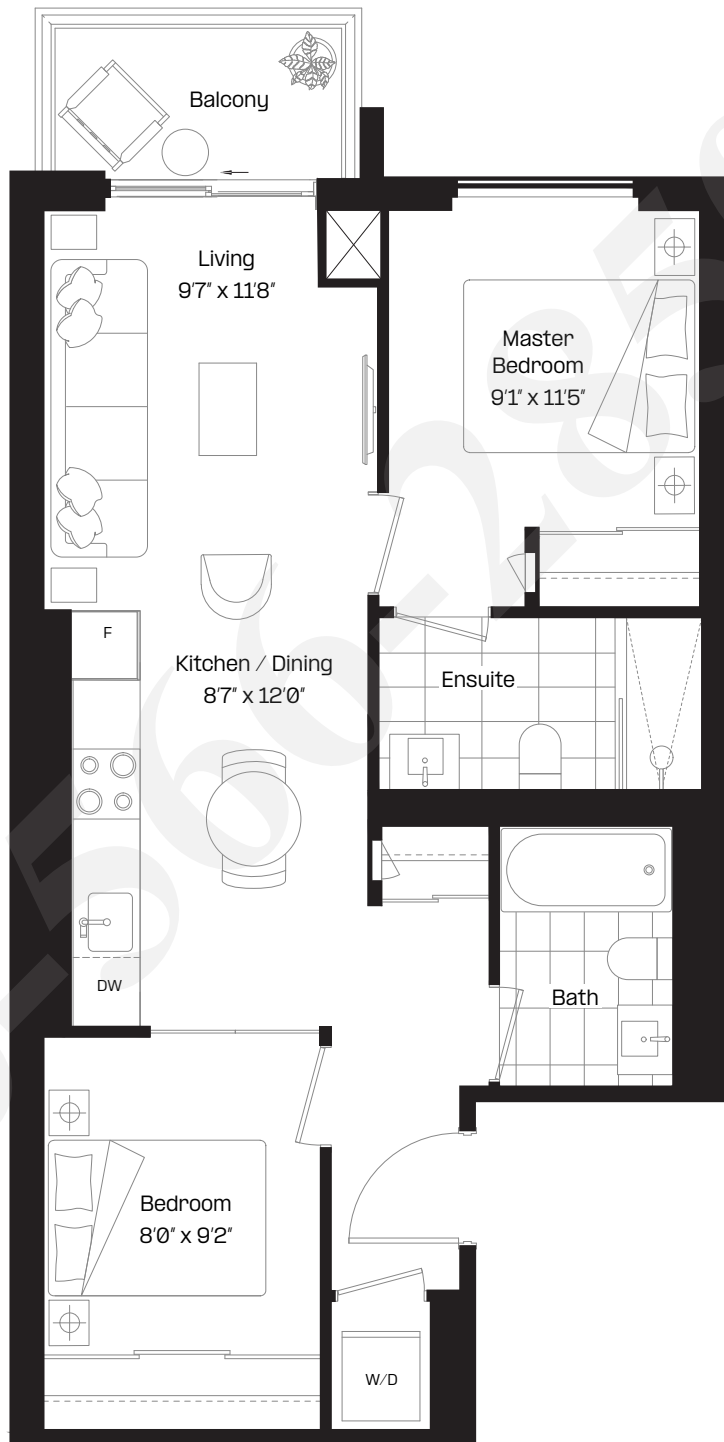 Balcony
Living
9'7" x 11'8"
Master
Bedroom
9'1" x 11'5"
F
Kitchen / Dining
8'7" x 12'0"
Ensuite
DW
Bath
Bedroom
8'0" x 9'2"
W/D